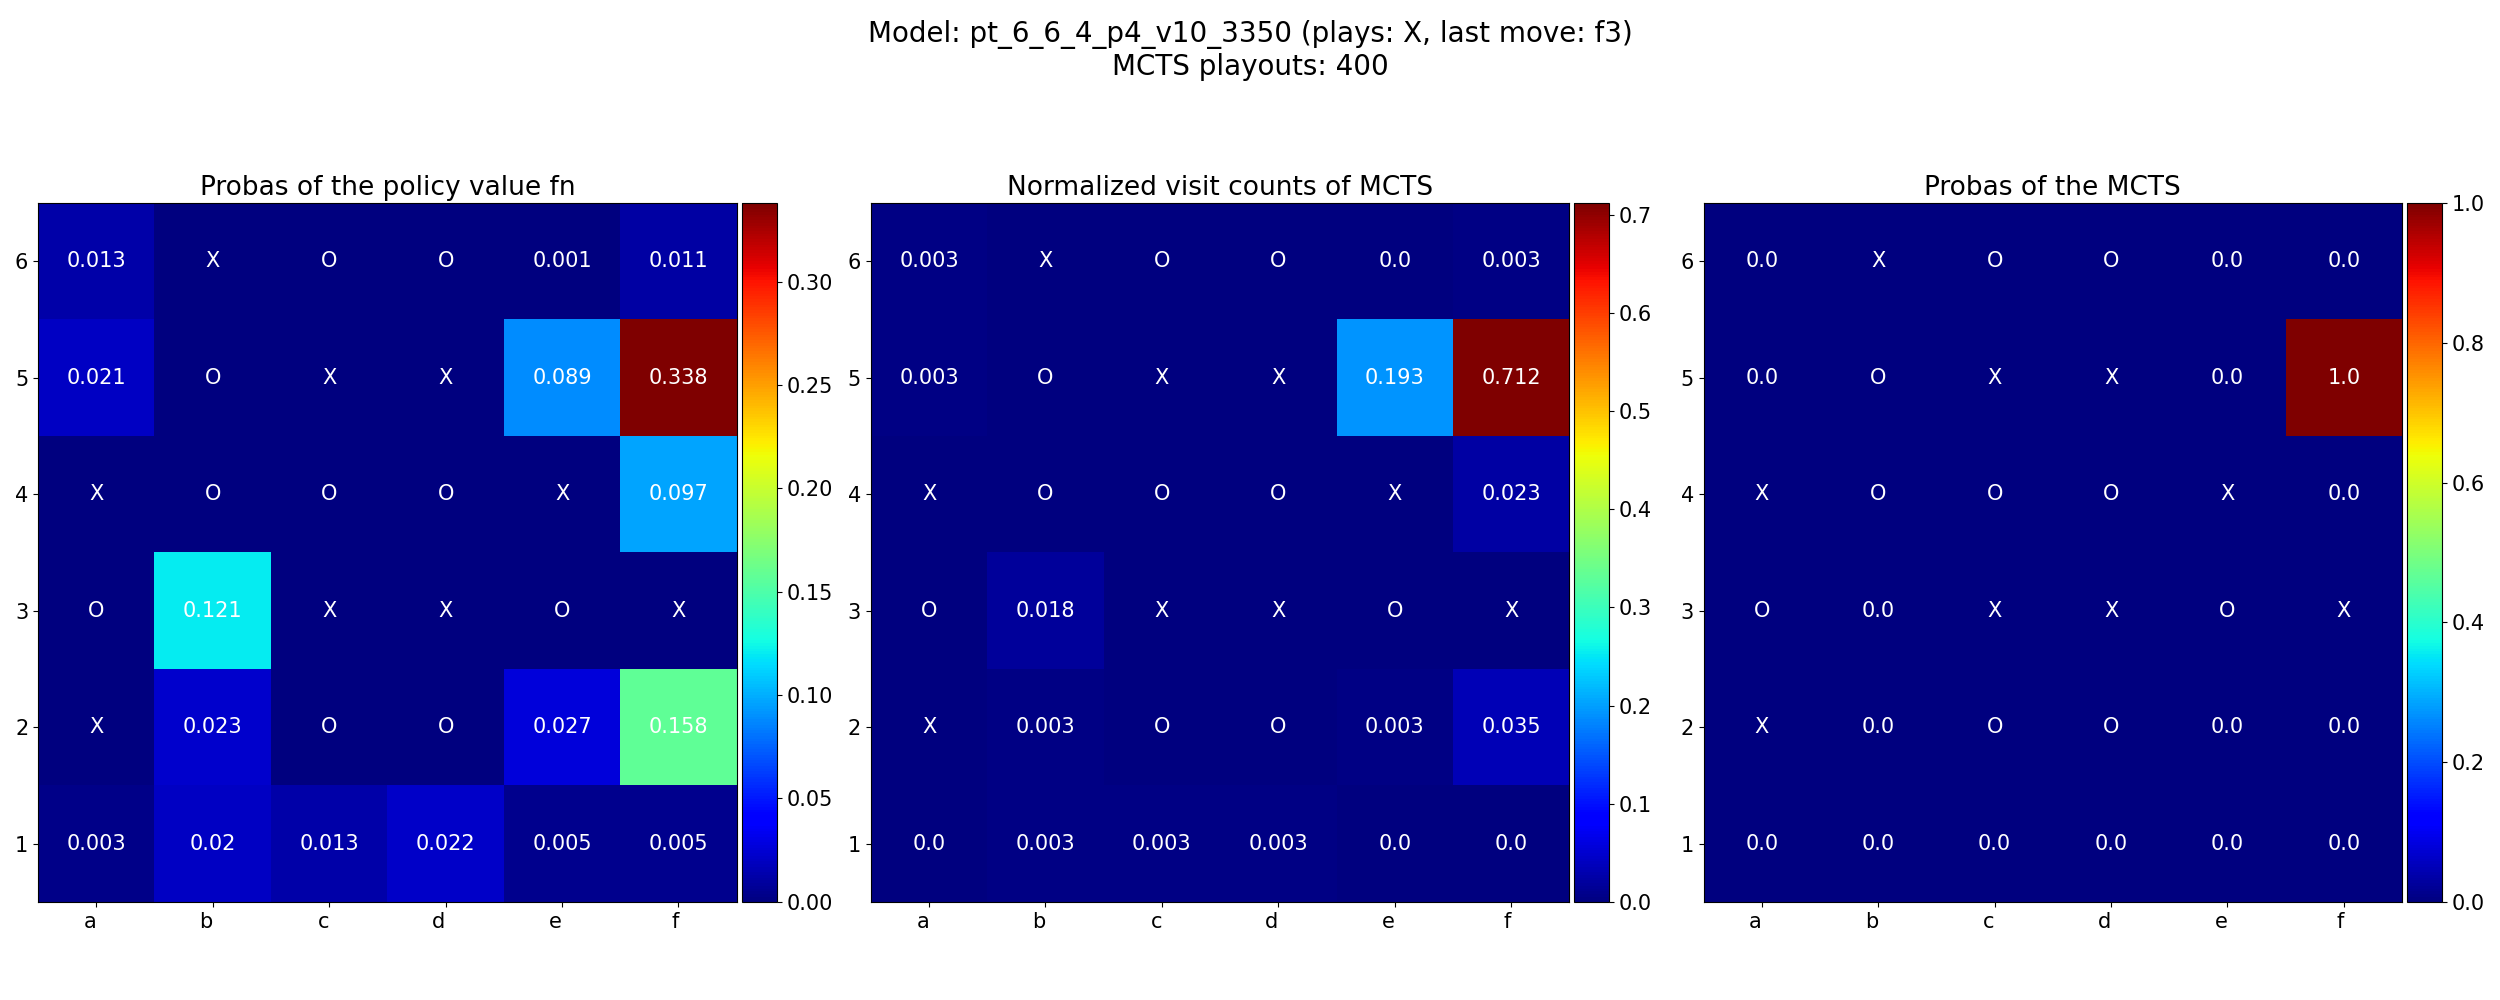 Model: pt_6_6_4_p4_v10_3350 (plays: X, last move: f3)
MCTS playouts: 400
Probas of the policy value fn
6 0.013 X O O 0.001 0.011
5 0.021 O X X 0.089 0.338
4 X O O O X 0.097
3 O 0.121 X X O X
2 X 0.023 O O 0.027 0.158
1 0.003 0.02 0.013 0.022 0.005 0.005
a b c d e f
0.30
0.25
0.20
0.15
0.10
0.05
0.00
Normalized visit counts of MCTS
6 0.003 X O O 0.0 0.003
5 0.003 O X X 0.193 0.712
4 X O O O X 0.023
3 O 0.018 X X O X
2 X 0.003 O O 0.003 0.035
1 0.0 0.003 0.003 0.003 0.0 0.0
a b c d e f
0.7
0.6
0.5
0.4
0.3
0.2
0.1
0.0
Probas of the MCTS
6 0.0 X O O 0.0 0.0
5 0.0 O X X 0.0 1.0
4 X O O O X 0.0
3 O 0.0 X X O X
2 X 0.0 O O 0.0 0.0
1 0.0 0.0 0.0 0.0 0.0 0.0
a b c d e f
1.0
0.8
0.6
0.4
0.2
0.0